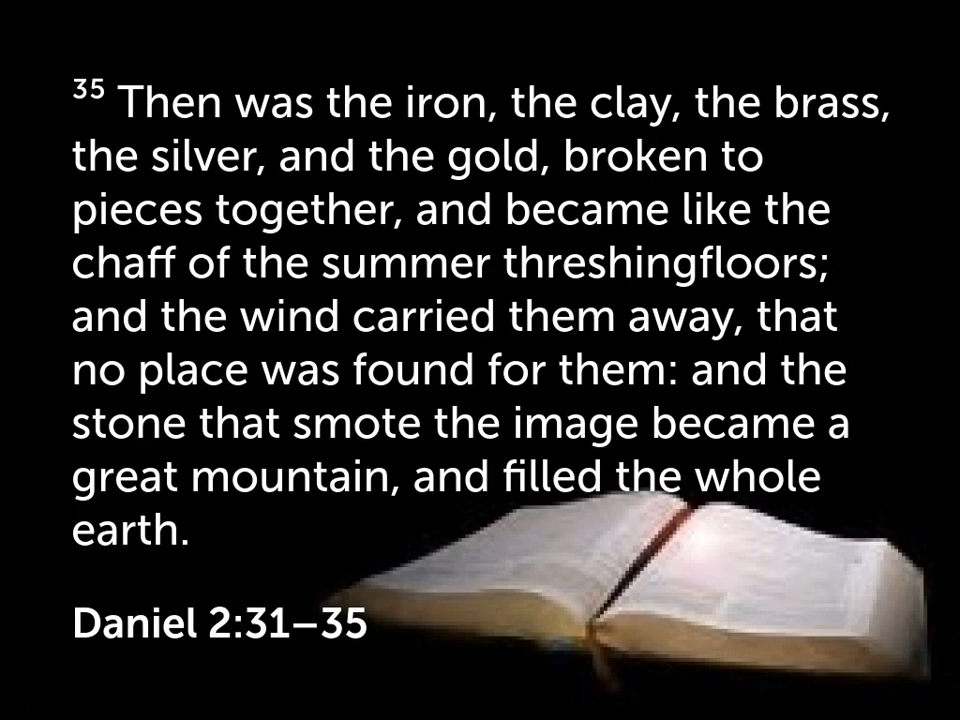 35 Then was the iron, the clay, the brass,
the silver, and the gold, broken to
pieces together, and became like the
chaff of the summer threshingfloors;
and the wind carried them away, that
no place was found for them: and the
stone that smote the image became a
great mountain, and filled the whole
earth.
Daniel 2:31–35